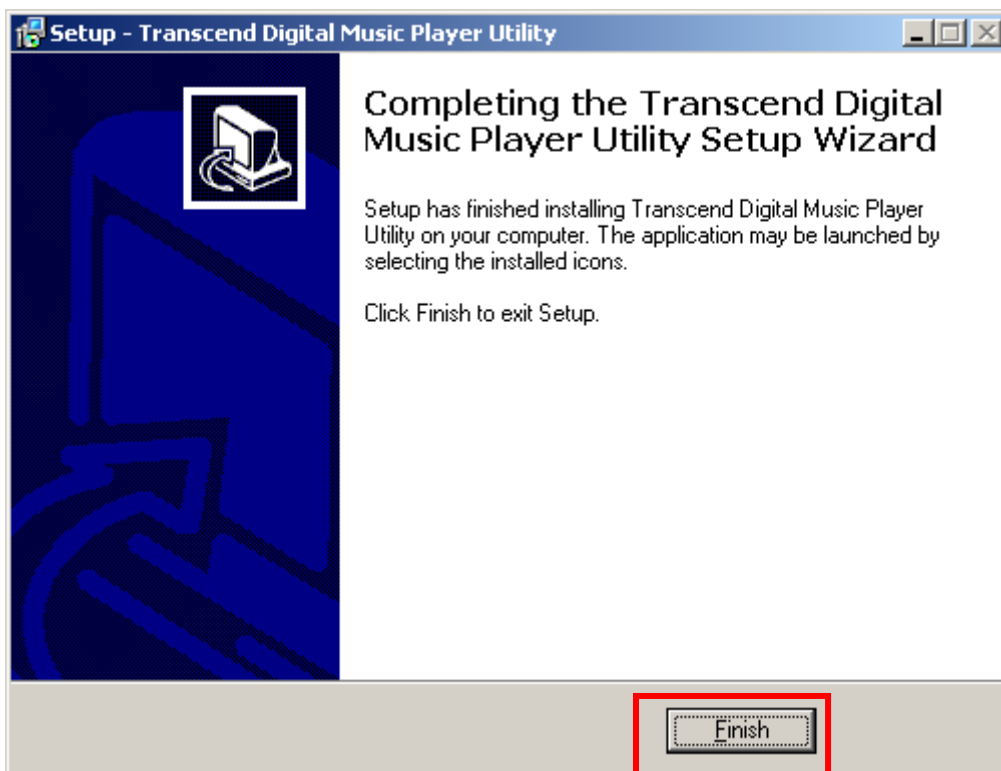 Setup - Transcend Digital Music Player Utility
Completing the Transcend Digital
Music Player Utility Setup Wizard
Setup has finished installing Transcend Digital Music Player
Utility on your computer. The application may be launched by
selecting the installed icons.
Click Finish to exit Setup.
Finish